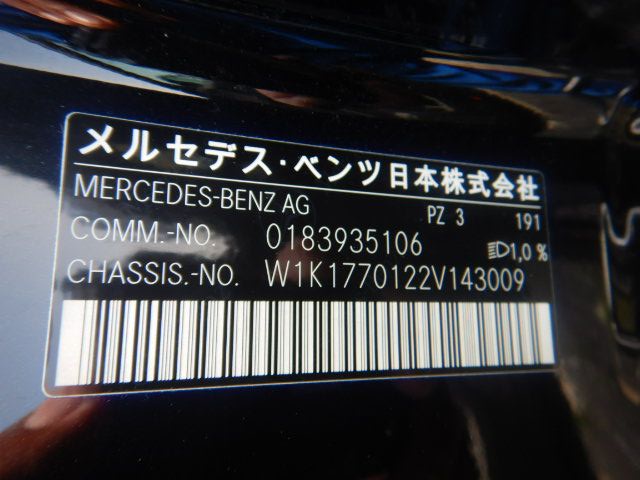 メルセデス・ベンツ日本株式会社
MERCEDES-BENZ AG PZ 3 191
COMM.-NO. 0183935106 1,0 %
CHASSIS.-NO. W1K1770122V143009